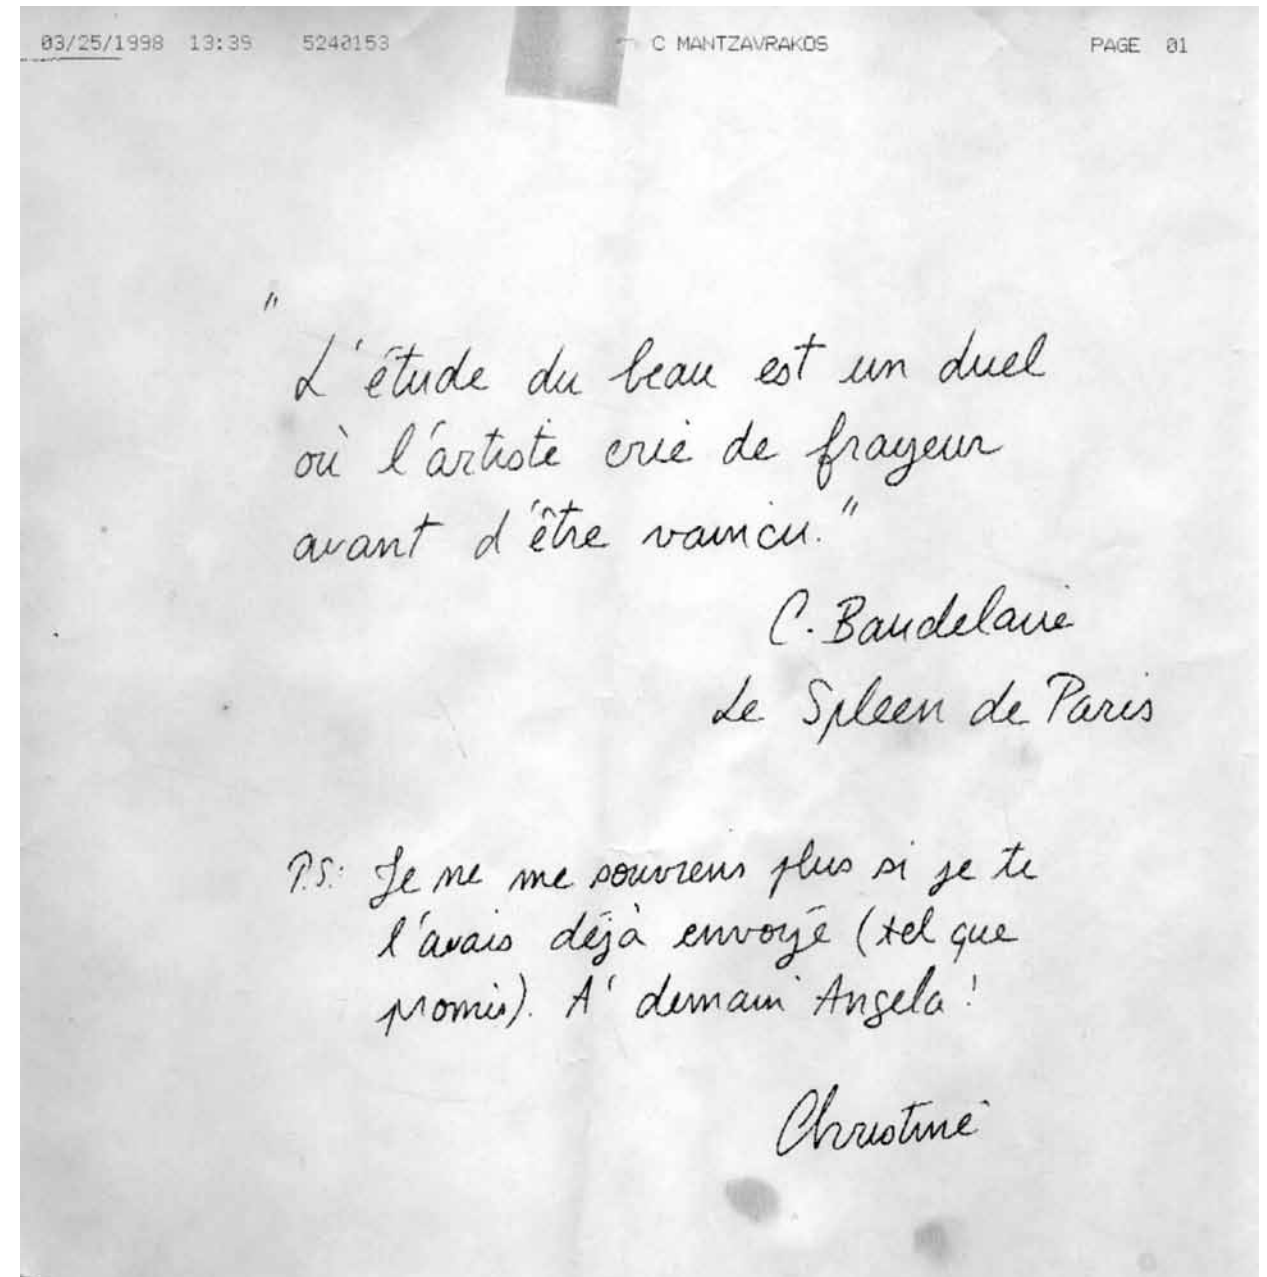 03/25/1998 13:39 5240153 C MANTZAVRAKOS PAGE 01
"
L'étude du beau est un duel
où l'artiste crie de frayeur
avant d'être vaincu."
C. Baudelaire
Le Spleen de Paris
P.S: Je ne me souviens plus si je te
l'avais déjà envoyé (tel que
promis). À demain Angela !
Christine